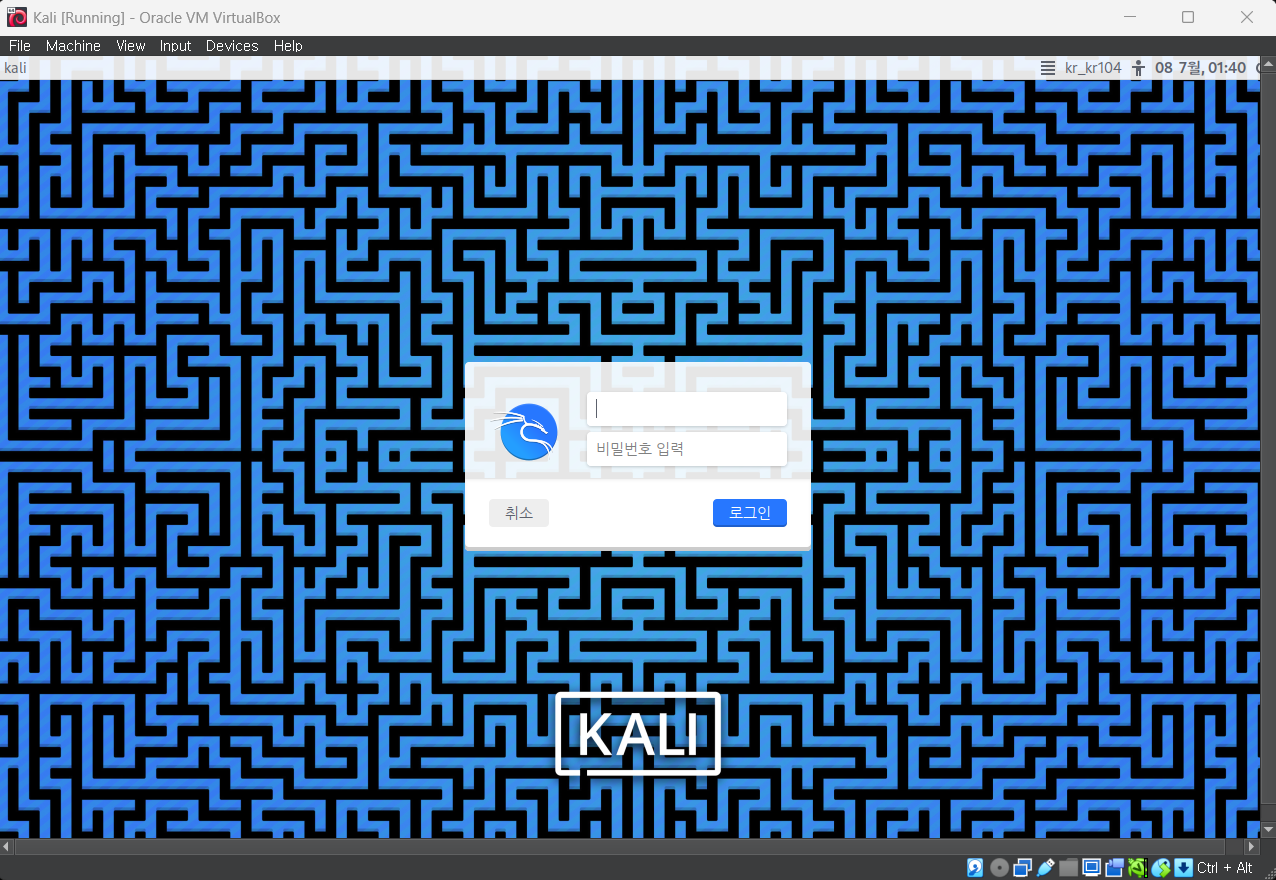 Kali [Running] - Oracle VM VirtualBox
File Machine View Input Devices Help
kali kr_kr104 08 7월, 01:40
비밀번호 입력
취소 로그인
KALI
Ctrl + Alt